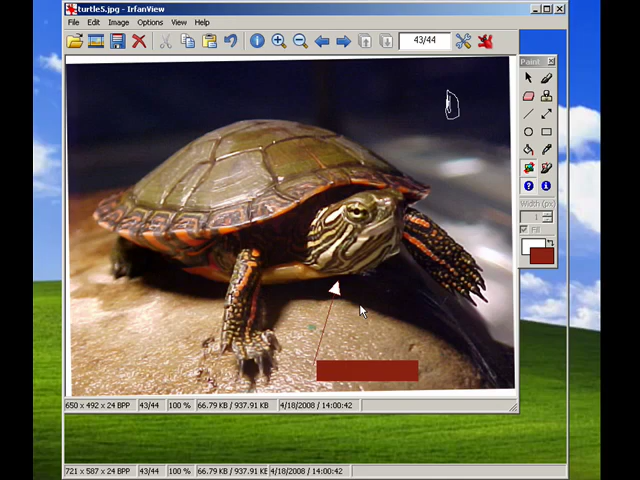 turtle5.jpg - IrfanView
File Edit Image Options View Help
43/44
Paint
Width (px)
1
Fill
650 x 492 x 24 BPP 43/44 100 % 66.79 KB / 937.91 KB 4/18/2008 / 14:00:42
721 x 587 x 24 BPP 43/44 100 % 66.79 KB / 937.91 KE 4/18/2008 / 14:00:42